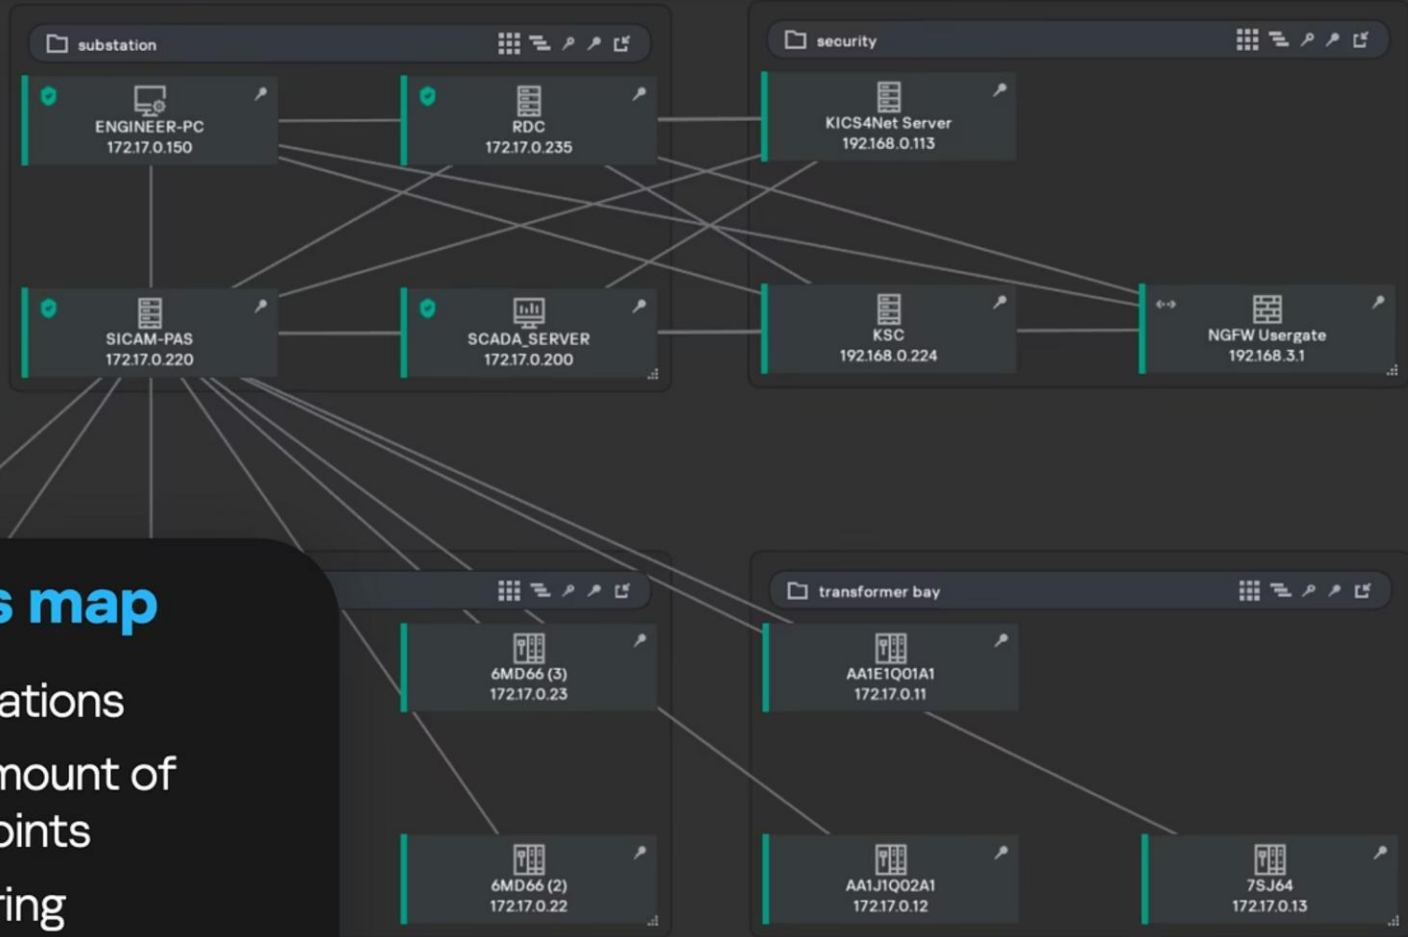 substation
security
ENGINEER-PC
172.17.0.150
RDC
172.17.0.235
KICS4Net Server
192.168.0.113
SICAM-PAS
172.17.0.220
SCADA_SERVER
172.17.0.200
KSC
192.168.0.224
NGFW Usergate
192.168.3.1
s map
ations
mount of
oints
ring
transformer bay
6MD66 (3)
172.17.0.23
AA1E1Q01A1
172.17.0.11
6MD66 (2)
172.17.0.22
AA1J1Q02A1
172.17.0.12
7SJ64
172.17.0.13